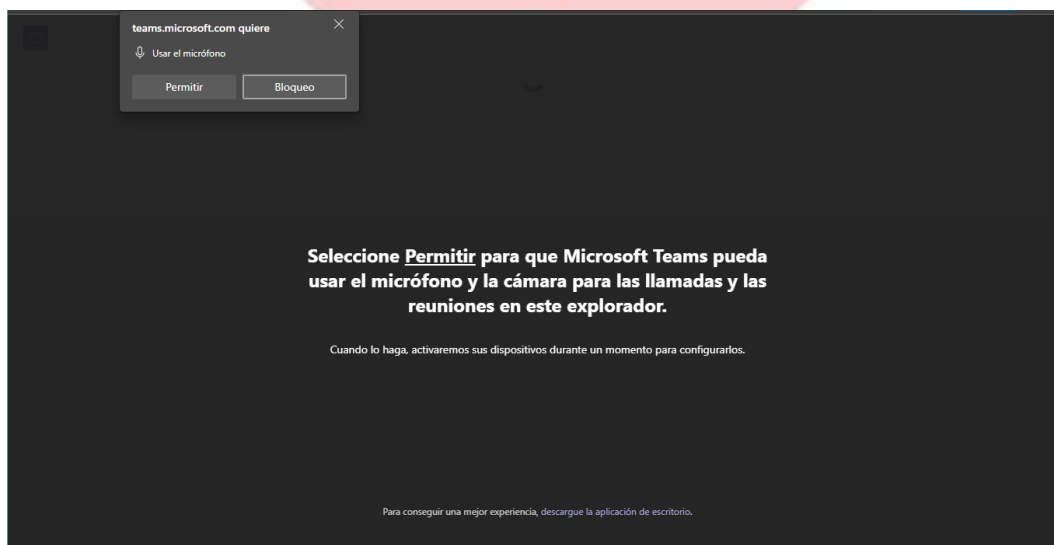 teams.microsoft.com quiere
Usar el micrófono
Permitir
Bloqueo
Seleccione Permitir para que Microsoft Teams pueda
usar el micrófono y la cámara para las llamadas y las
reuniones en este explorador.
Cuando lo haga, activaremos sus dispositivos durante un momento para configurarlos.
Para conseguir una mejor experiencia, descargue la aplicación de escritorio.